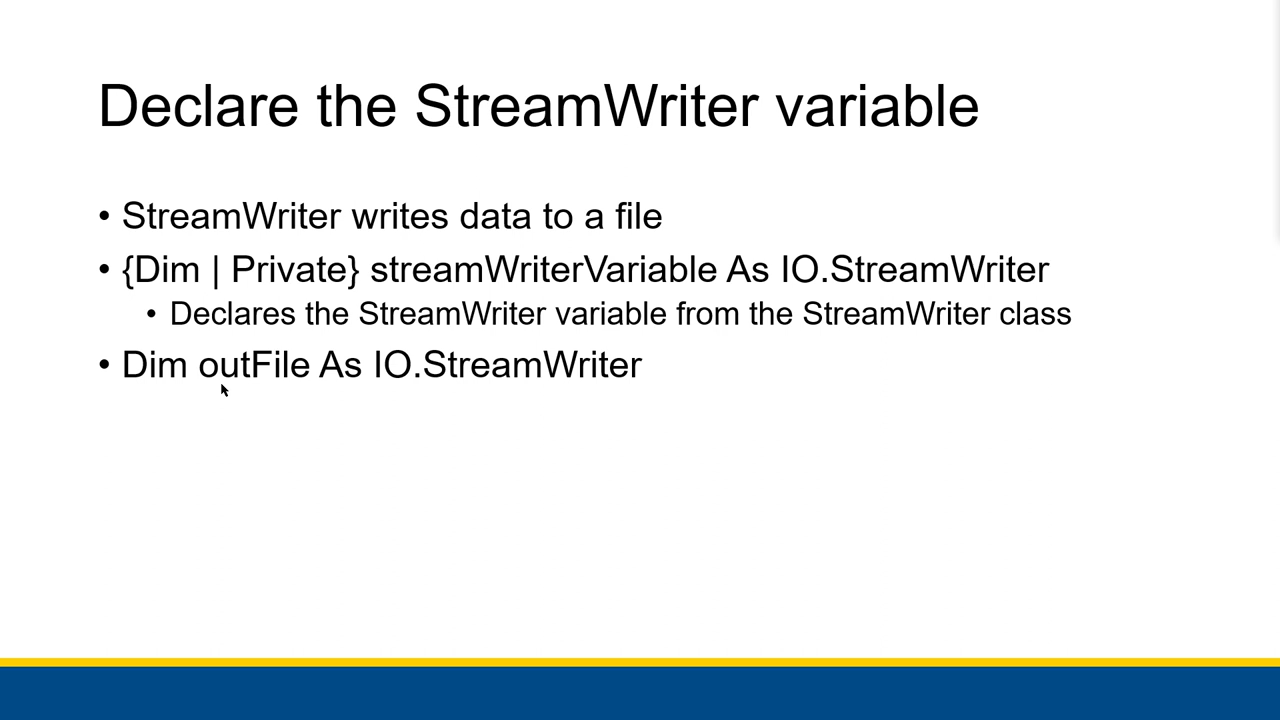 Declare the StreamWriter variable
• StreamWriter writes data to a file
• {Dim | Private} streamWriterVariable As IO.StreamWriter
• Declares the StreamWriter variable from the StreamWriter class
• Dim outFile As IO.StreamWriter